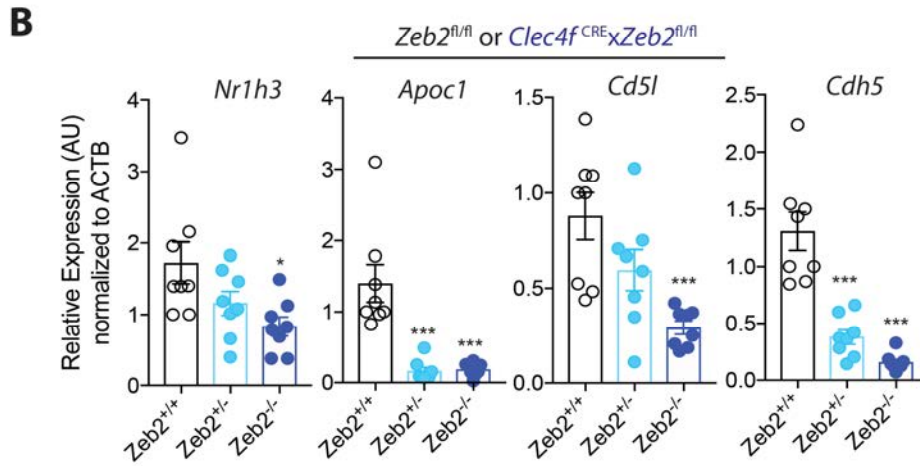 B
Zeb2fl/fl or Clec4f CRExZeb2fl/fl
Relative Expression (AU)
normalized to ACTB
Nr1h3
4
3
2
1
0
*
Zeb2+/+
Zeb2+/-
Zeb2-/-
Apoc1
4
3
2
1
0
***
***
Zeb2+/+
Zeb2+/-
Zeb2-/-
Cd5l
1.5
1.0
0.5
0.0
***
Zeb2+/+
Zeb2+/-
Zeb2-/-
Cdh5
2.5
2.0
1.5
1.0
0.5
0.0
***
***
Zeb2+/+
Zeb2+/-
Zeb2-/-